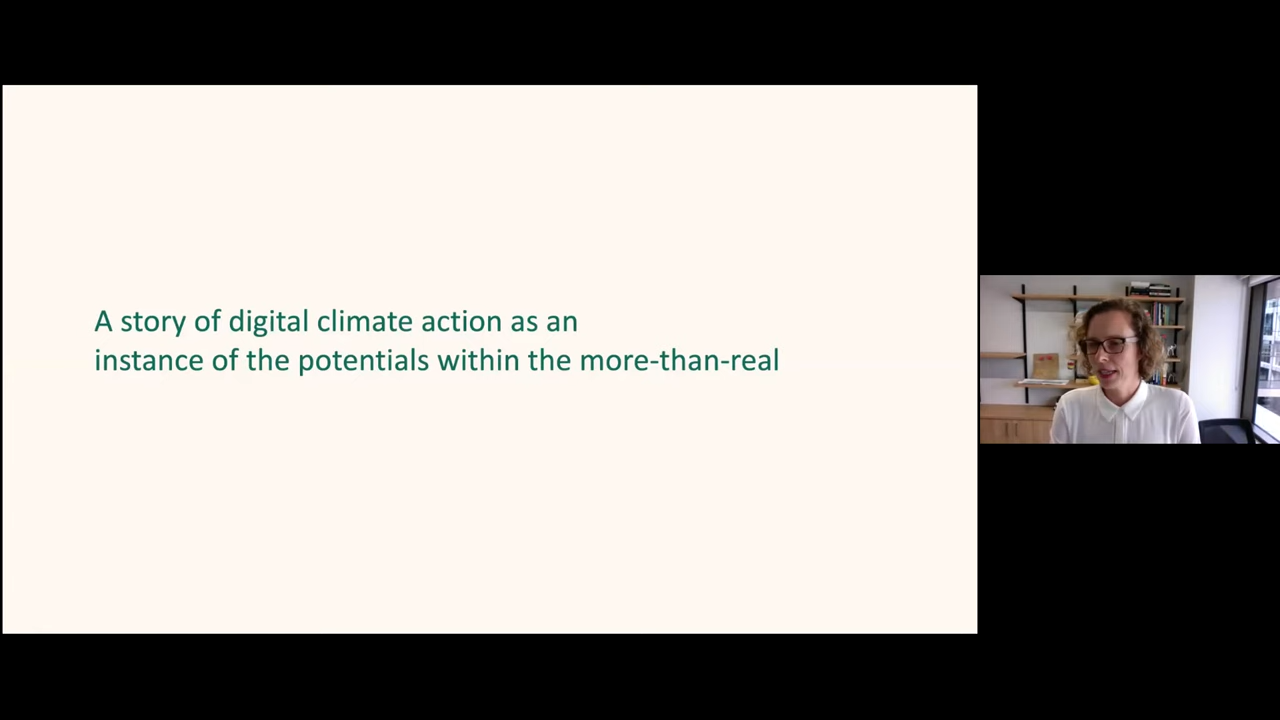 A story of digital climate action as an
instance of the potentials within the more-than-real